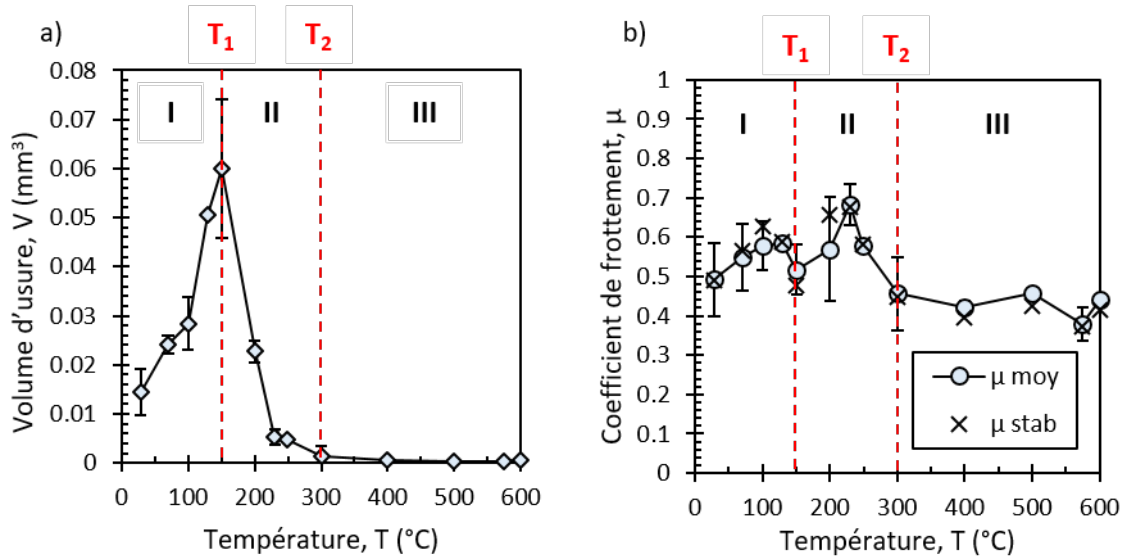 a)
T1
T2
Volume d'usure, V (mm³)
0.08
0.07
0.06
0.05
0.04
0.03
0.02
0.01
0
I
II
III
0
100
200
300
400
500
600
Température, T (°C)
b)
T1
T2
Coefficient de frottement, µ
1
0.9
0.8
0.7
0.6
0.5
0.4
0.3
0.2
0.1
0
I
II
III
µ moy
µ stab
0
100
200
300
400
500
600
Température, T (°C)